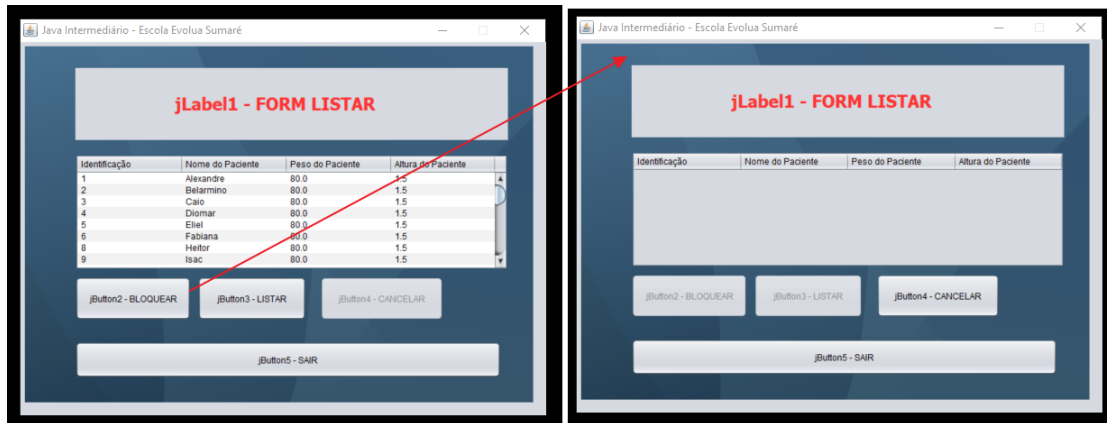 Java Intermediário - Escola Evolua Sumaré
jLabel1 - FORM LISTAR
Identificação Nome do Paciente Peso do Paciente Altura do Paciente
1 Alexandre 80.0 1.5
2 Belarmino 80.0 1.5
3 Caio 80.0 1.5
4 Diomar 80.0 1.5
5 Eliel 80.0 1.5
6 Fabiana 80.0 1.5
8 Heitor 80.0 1.5
9 Isac 80.0 1.5
jButton2 - BLOQUEAR jButton3 - LISTAR jButton4 - CANCELAR
jButton5 - SAIR
Java Intermediário - Escola Evolua Sumaré
jLabel1 - FORM LISTAR
Identificação Nome do Paciente Peso do Paciente Altura do Paciente
jButton2 - BLOQUEAR jButton3 - LISTAR jButton4 - CANCELAR
jButton5 - SAIR